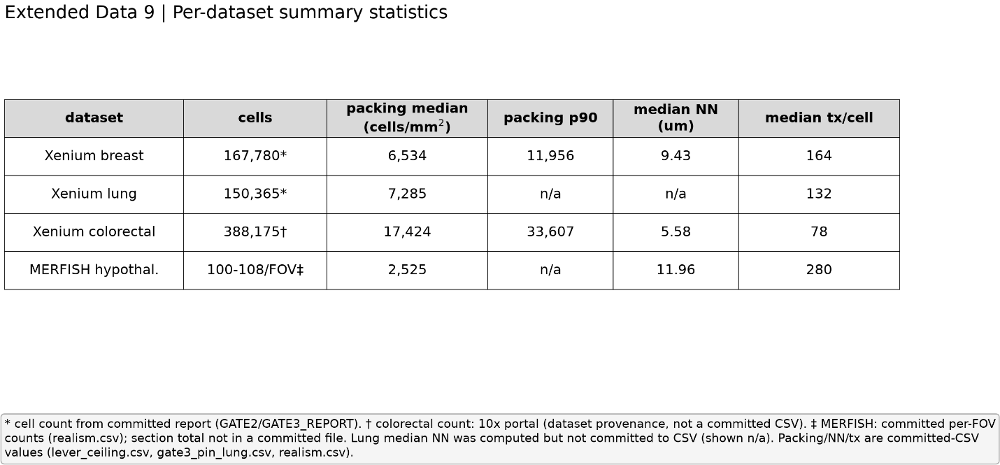 Extended Data 9 | Per-dataset summary statistics
dataset cells packing median (cells/mm²) packing p90 median NN (um) median tx/cell
Xenium breast 167,780* 6,534 11,956 9.43 164
Xenium lung 150,365* 7,285 n/a n/a 132
Xenium colorectal 388,175† 17,424 33,607 5.58 78
MERFISH hypothal. 100-108/FOV‡ 2,525 n/a 11.96 280
* cell count from committed report (GATE2/GATE3_REPORT). † colorectal count: 10x portal (dataset provenance, not a committed CSV). ‡ MERFISH: committed per-FOV
counts (realism.csv); section total not in a committed file. Lung median NN was computed but not committed to CSV (shown n/a). Packing/NN/tx are committed-CSV
values (lever_ceiling.csv, gate3_pin_lung.csv, realism.csv).